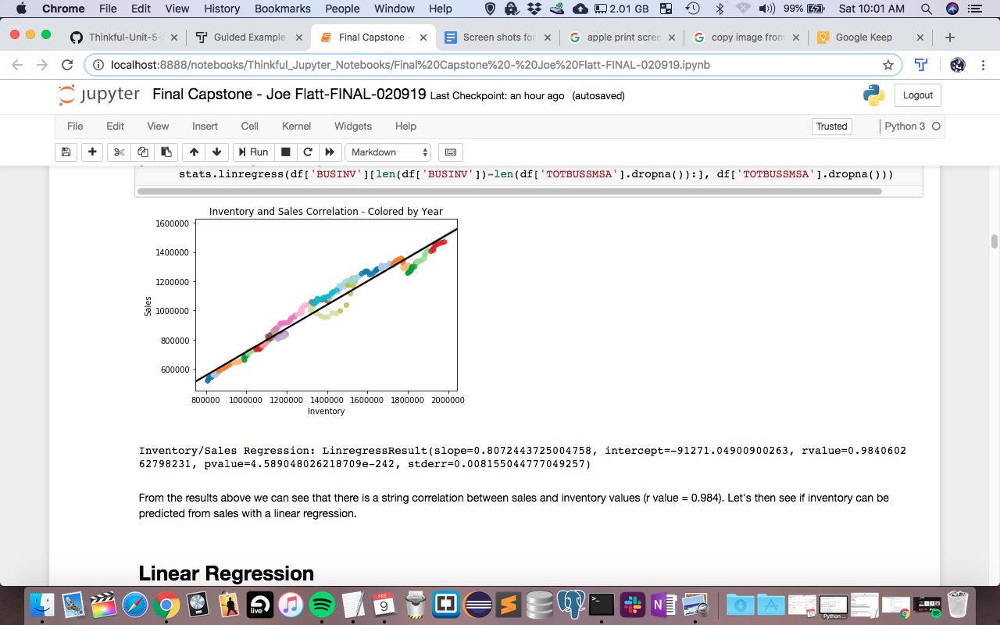 Chrome File Edit View History Bookmarks People Window Help 2.01 GB 99% Sat 10:01 AM
Thinkful-Unit-5- Guided Example Final Capstone - Screen shots for apple print scree copy image from Google Keep
localhost:8888/notebooks/Thinkful_Jupyter_Notebooks/Final%20Capstone%20-%20Joe%20Flatt-FINAL-020919.ipynb
jupyter Final Capstone - Joe Flatt-FINAL-020919 Last Checkpoint: an hour ago (autosaved) Logout
File Edit View Insert Cell Kernel Widgets Help Trusted Python 3
Run Markdown
stats.linregress(df['BUSINV'][len(df['BUSINV'])-len(df['TOTBUSSMSA'].dropna()):], df['TOTBUSSMSA'].dropna()))
Inventory and Sales Correlation - Colored by Year
1600000
1400000
1200000
1000000
800000
600000
Sales
800000 1000000 1200000 1400000 1600000 1800000 2000000
Inventory
Inventory/Sales Regression: LinregressResult(slope=0.8072443725004758, intercept=-91271.04900900263, rvalue=0.9840602
62798231, pvalue=4.589048026218709e-242, stderr=0.008155044777049257)
From the results above we can see that there is a string correlation between sales and inventory values (r value = 0.984). Let's then see if inventory can be
predicted from sales with a linear regression.
Linear Regression
live
FEB
9